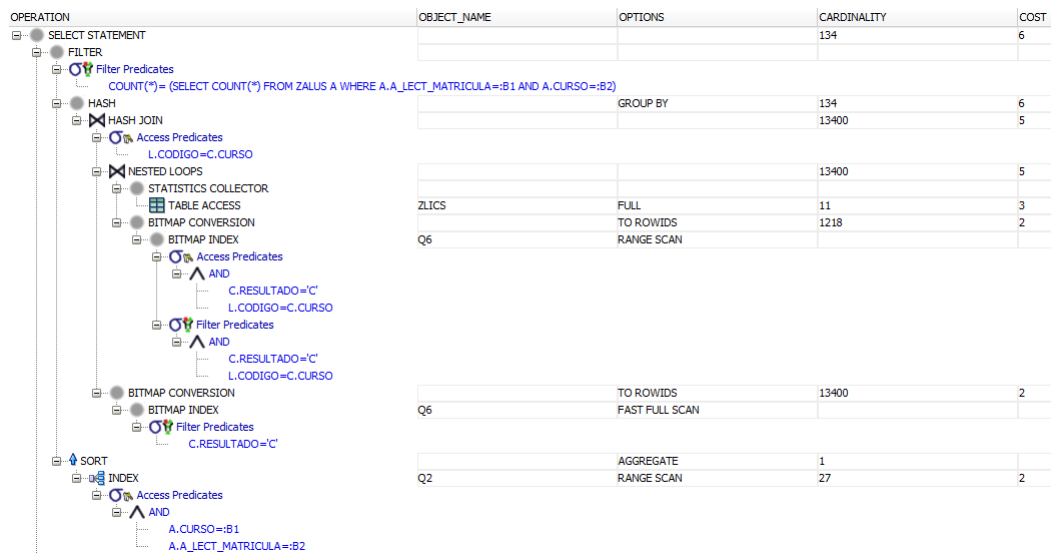 OPERATION OBJECT_NAME OPTIONS CARDINALITY COST
SELECT STATEMENT 134 6
FILTER
Filter Predicates
COUNT(*)= (SELECT COUNT(*) FROM ZALUS A WHERE A.A_LECT_MATRICULA=:B1 AND A.CURSO=:B2)
HASH GROUP BY 134 6
HASH JOIN 13400 5
Access Predicates
L.CODIGO=C.CURSO
NESTED LOOPS 13400 5
STATISTICS COLLECTOR
TABLE ACCESS ZLICS FULL 11 3
BITMAP CONVERSION TO ROWIDS 1218 2
BITMAP INDEX Q6 RANGE SCAN
Access Predicates
AND
C.RESULTADO='C'
L.CODIGO=C.CURSO
Filter Predicates
AND
C.RESULTADO='C'
L.CODIGO=C.CURSO
BITMAP CONVERSION TO ROWIDS 13400 2
BITMAP INDEX Q6 FAST FULL SCAN
Filter Predicates
C.RESULTADO='C'
SORT AGGREGATE 1
INDEX Q2 RANGE SCAN 27 2
Access Predicates
AND
A.CURSO=:B1
A.A_LECT_MATRICULA=:B2